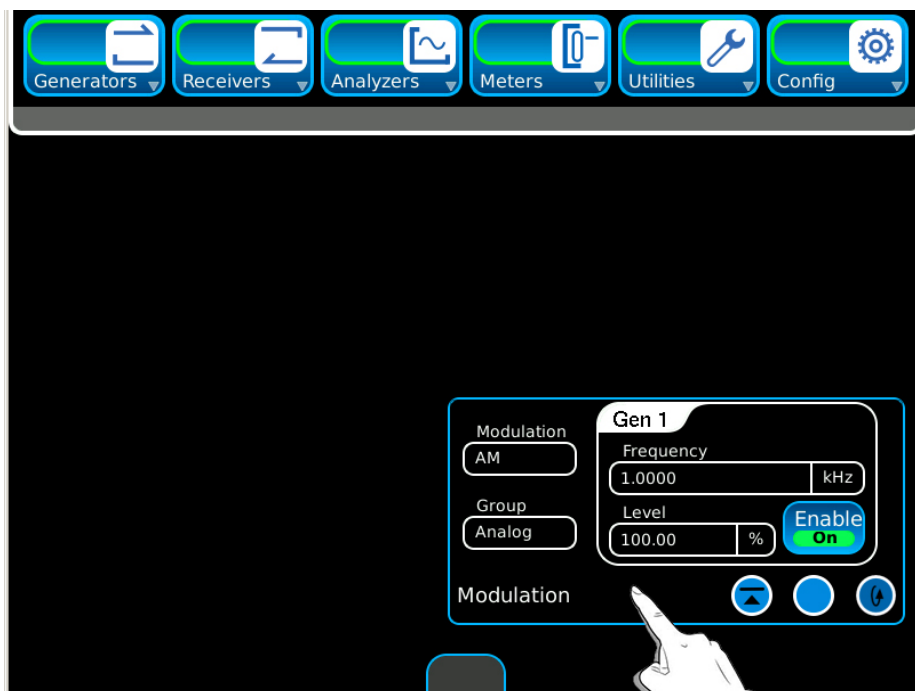 Generators
Receivers
Analyzers
Meters
Utilities
Config
Modulation
AM
Group
Analog
Gen 1
Frequency
1.0000 kHz
Level
100.00 %
Enable
On
Modulation